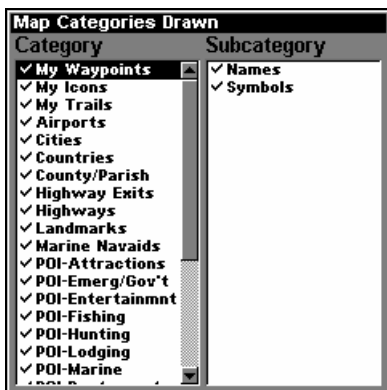 Map Categories Drawn
Category
Subcategory
My Waypoints
My Icons
My Trails
Airports
Cities
Countries
County/Parish
Highway Exits
Highways
Landmarks
Marine Navaids
POI-Attractions
POI-Emerg/Gov't
POI-Entertainmnt
POI-Fishing
POI-Hunting
POI-Lodging
POI-Marine
Names
Symbols